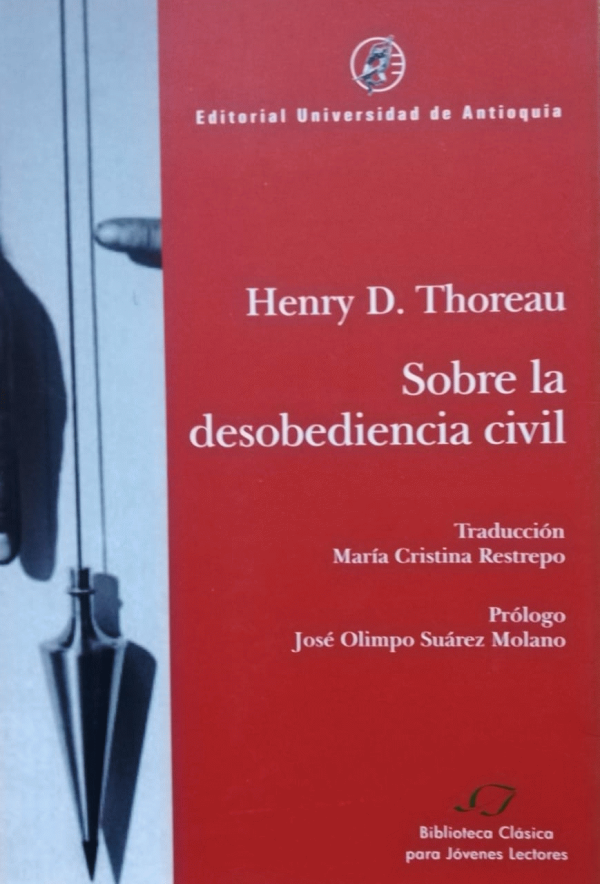 Editorial Universidad de Antioquia
Henry D. Thoreau
Sobre la
desobediencia civil
Traducción
María Cristina Restrepo
Prólogo
José Olimpo Suárez Molano
Biblioteca Clásica
para Jóvenes Lectores